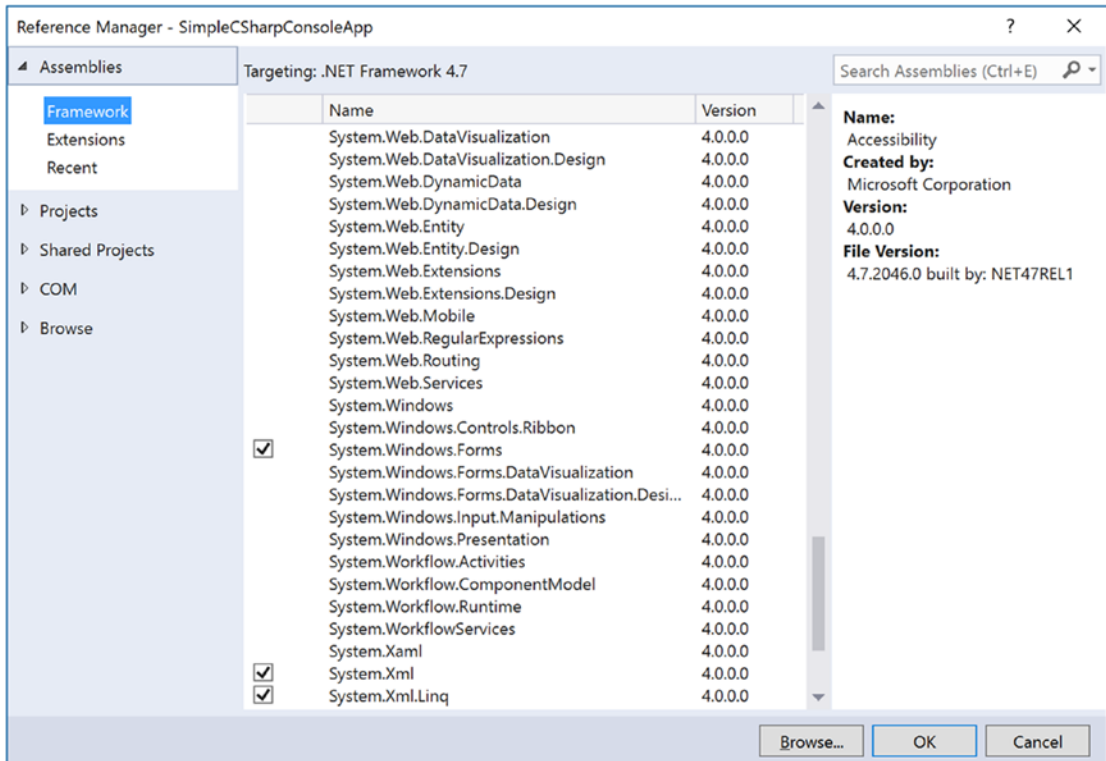 Reference Manager - SimpleCSharpConsoleApp
Assemblies
Framework
Extensions
Recent
Projects
Shared Projects
COM
Browse
Targeting: .NET Framework 4.7
Search Assemblies (Ctrl+E)
Name Version
System.Web.DataVisualization 4.0.0.0
System.Web.DataVisualization.Design 4.0.0.0
System.Web.DynamicData 4.0.0.0
System.Web.DynamicData.Design 4.0.0.0
System.Web.Entity 4.0.0.0
System.Web.Entity.Design 4.0.0.0
System.Web.Extensions 4.0.0.0
System.Web.Extensions.Design 4.0.0.0
System.Web.Mobile 4.0.0.0
System.Web.RegularExpressions 4.0.0.0
System.Web.Routing 4.0.0.0
System.Web.Services 4.0.0.0
System.Windows 4.0.0.0
System.Windows.Controls.Ribbon 4.0.0.0
System.Windows.Forms 4.0.0.0
System.Windows.Forms.DataVisualization 4.0.0.0
System.Windows.Forms.DataVisualization.Desi... 4.0.0.0
System.Windows.Input.Manipulations 4.0.0.0
System.Windows.Presentation 4.0.0.0
System.Workflow.Activities 4.0.0.0
System.Workflow.ComponentModel 4.0.0.0
System.Workflow.Runtime 4.0.0.0
System.WorkflowServices 4.0.0.0
System.Xaml 4.0.0.0
System.Xml 4.0.0.0
System.Xml.Linq 4.0.0.0
Name:
Accessibility
Created by:
Microsoft Corporation
Version:
4.0.0.0
File Version:
4.7.2046.0 built by: NET47REL1
Browse... OK Cancel